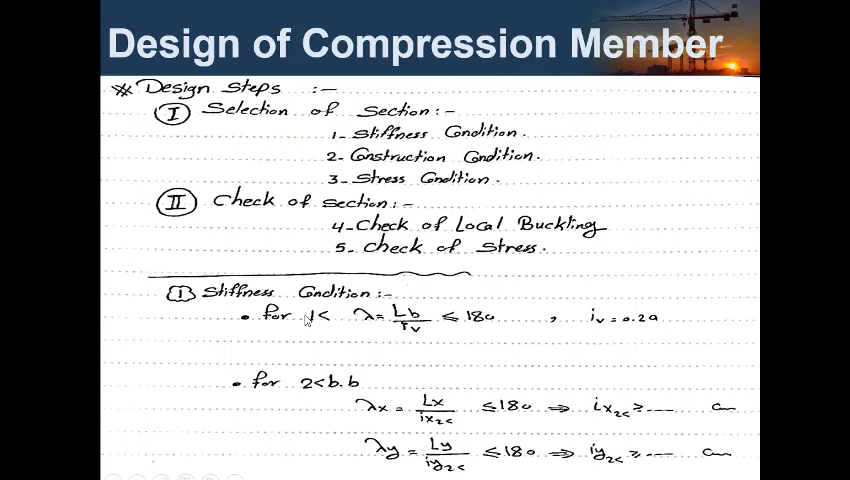 Design of Compression Member
* Design Steps :-
I Selection of Section :-
1- Stiffness Condition.
2- Construction Condition.
3- Stress Condition.
II Check of Section :-
4- Check of Local Buckling
5- Check of Stress.
1 Stiffness Condition :-
• for 1< λ = Lb/iv ≤ 180 , iv = 0.2a
• for 2< b.b
λx = Lx/ix2< ≤ 180 ⇒ ix2< ≥ ---- cm
λy = Ly/iy2< ≤ 180 ⇒ iy2< ≥ ---- cm